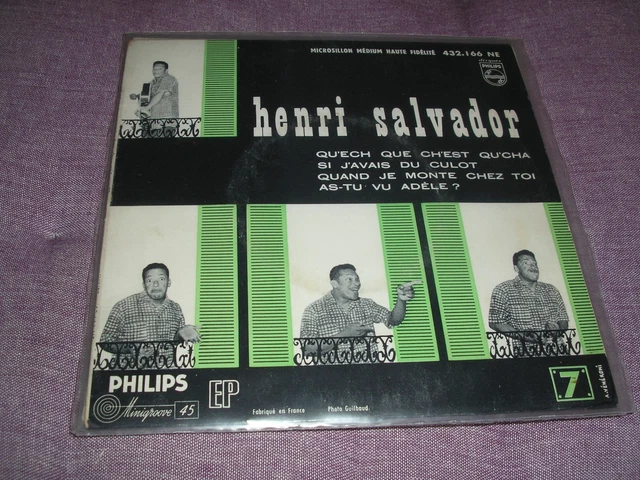 MICROSILLON MÉDIUM HAUTE FIDÉLITÉ 432.166 NE
PHILIPS
henri salvador
QU'ECH QUE CH'EST QU'CHA
SI J'AVAIS DU CULOT
QUAND JE MONTE CHEZ TOI
AS-TU VU ADÈLE ?
PHILIPS
EP
Minigroove 45
Fabriqué en France
Photo Guilbaud
7